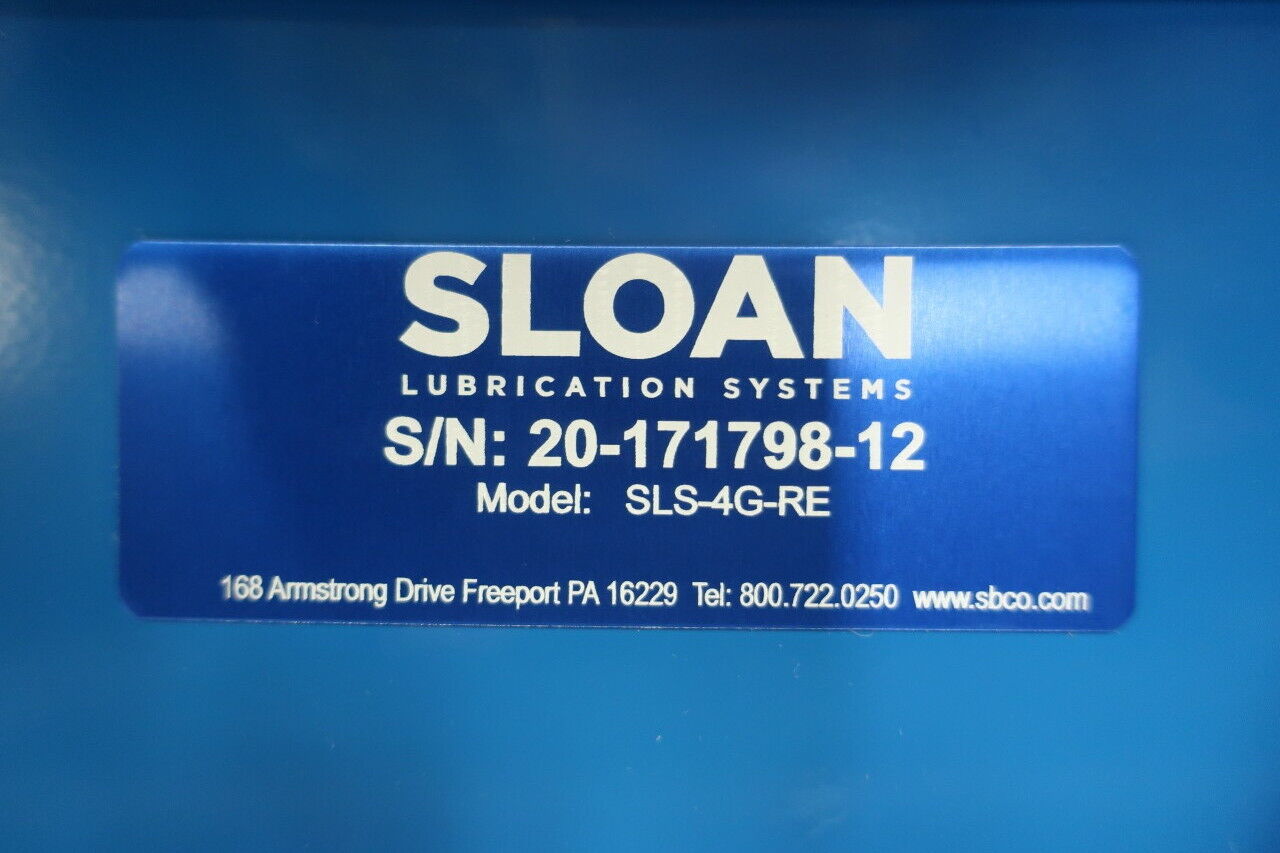 SLOAN
LUBRICATION SYSTEMS
S/N: 20-171798-12
Model: SLS-4G-RE
168 Armstrong Drive Freeport PA 16229 Tel: 800.722.0250 www.sbco.com